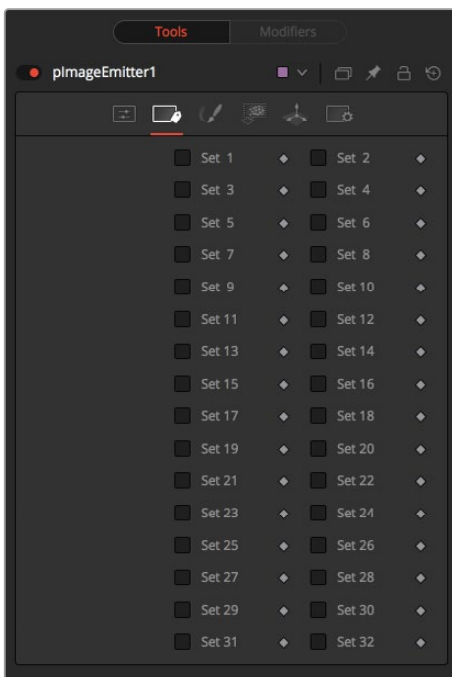 Tools Modifiers
pImageEmitter1
Set 1 Set 2
Set 3 Set 4
Set 5 Set 6
Set 7 Set 8
Set 9 Set 10
Set 11 Set 12
Set 13 Set 14
Set 15 Set 16
Set 17 Set 18
Set 19 Set 20
Set 21 Set 22
Set 23 Set 24
Set 25 Set 26
Set 27 Set 28
Set 29 Set 30
Set 31 Set 32